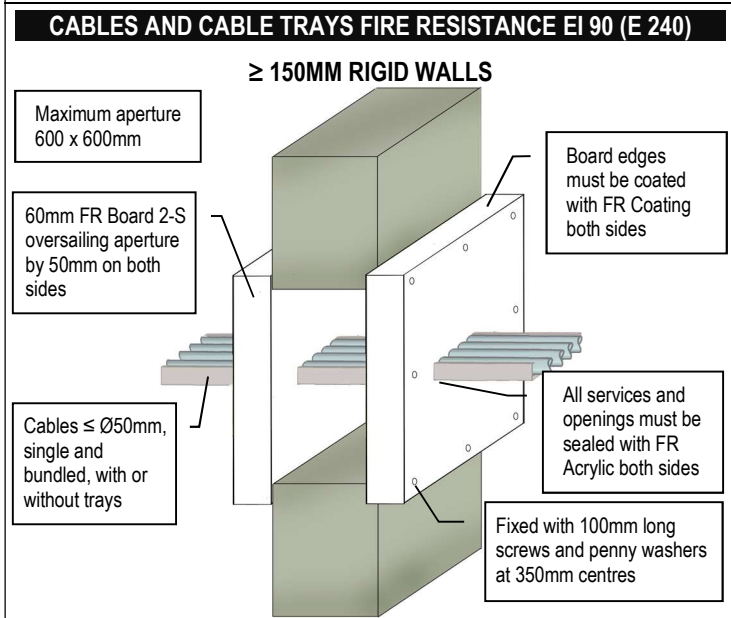 CABLES AND CABLE TRAYS FIRE RESISTANCE EI 90 (E 240)
≥ 150MM RIGID WALLS
Maximum aperture
600 x 600mm
Board edges
must be coated
with FR Coating
both sides
60mm FR Board 2-S
oversailing aperture
by 50mm on both
sides
Cables ≤ Ø50mm,
single and
bundled, with or
without trays
All services and
openings must be
sealed with FR
Acrylic both sides
Fixed with 100mm long
screws and penny washers
at 350mm centres